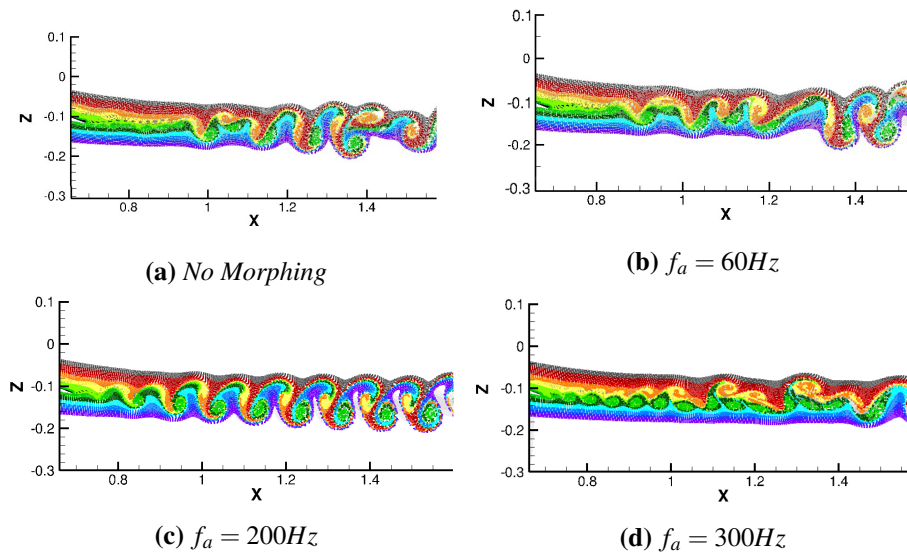 0.1
0
-0.1
-0.2
-0.3
Z
0.8 1 1.2 1.4
X
(a) No Morphing
0.1
0
-0.1
-0.2
-0.3
Z
0.8 1 1.2 1.4
X
(b) f_a = 60Hz
0.1
0
-0.1
-0.2
-0.3
Z
0.8 1 1.2 1.4
X
(c) f_a = 200Hz
0.1
0
-0.1
-0.2
-0.3
Z
0.8 1 1.2 1.4
X
(d) f_a = 300Hz